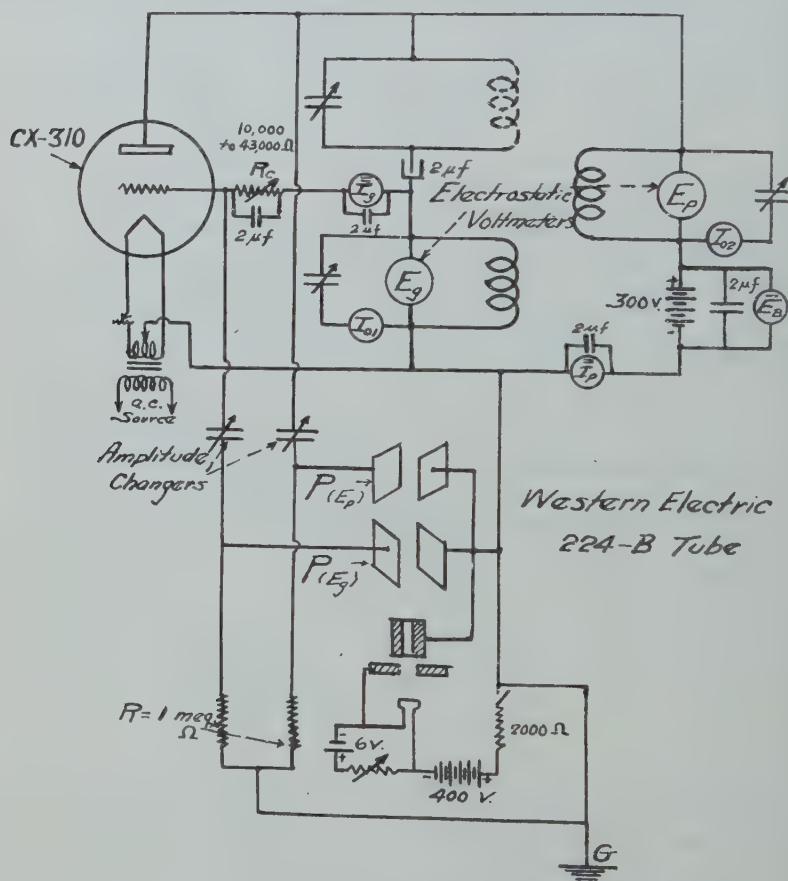 CX-310
10,000
to 43,000 Ω
Rc
2 µf
Ig
2 µf
2 µf
Electrostatic
Voltmeters
Eg
I01
Ep
I02
300 v.
+
-
2 µf
EB
2 µf
Ip
a.c.
Source
Amplitude
Changers
P(Ep)
P(Eg)
Western Electric
224-B Tube
R = 1 meg.
Ω
6 v.
-
+
2000 Ω
-
+
400 v.
G